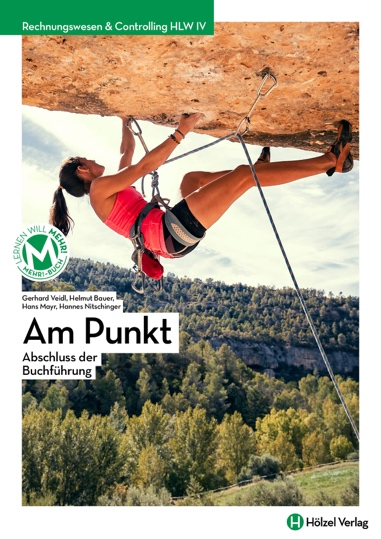 Rechnungswesen & Controlling HLW IV
LERNEN WILL MEHR!
MEHR!-BUCH
Gerhard Veidl, Helmut Bauer,
Hans Mayr, Hannes Nitschinger
Am Punkt
Abschluss der
Buchführung
Hölzel Verlag